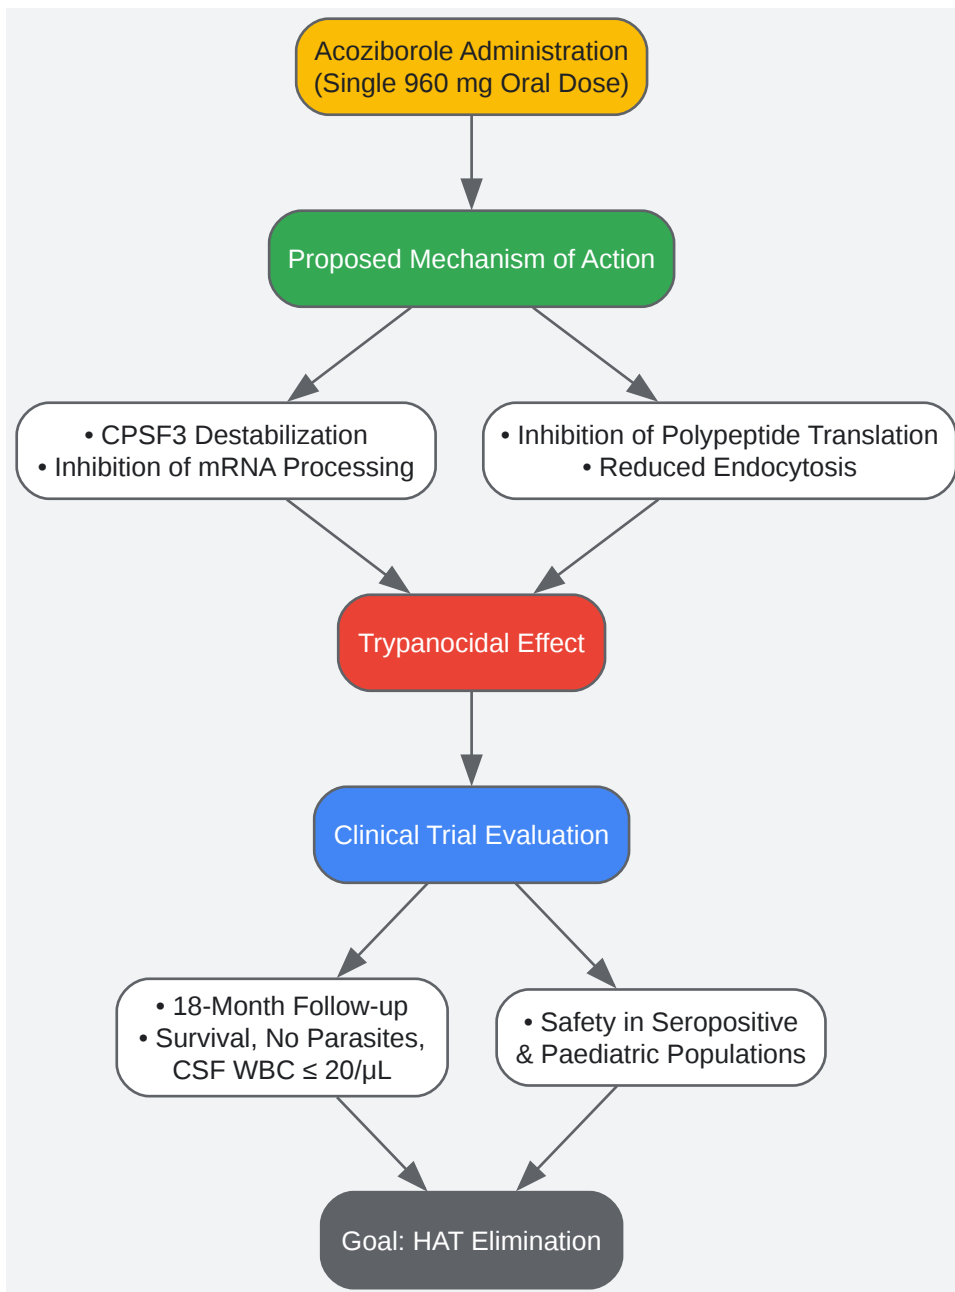 Acoziborole Administration
(Single 960 mg Oral Dose)
Proposed Mechanism of Action
• CPSF3 Destabilization
• Inhibition of mRNA Processing
• Inhibition of Polypeptide Translation
• Reduced Endocytosis
Trypanocidal Effect
Clinical Trial Evaluation
• 18-Month Follow-up
• Survival, No Parasites,
CSF WBC ≤ 20/μL
• Safety in Seropositive
& Paediatric Populations
Goal: HAT Elimination